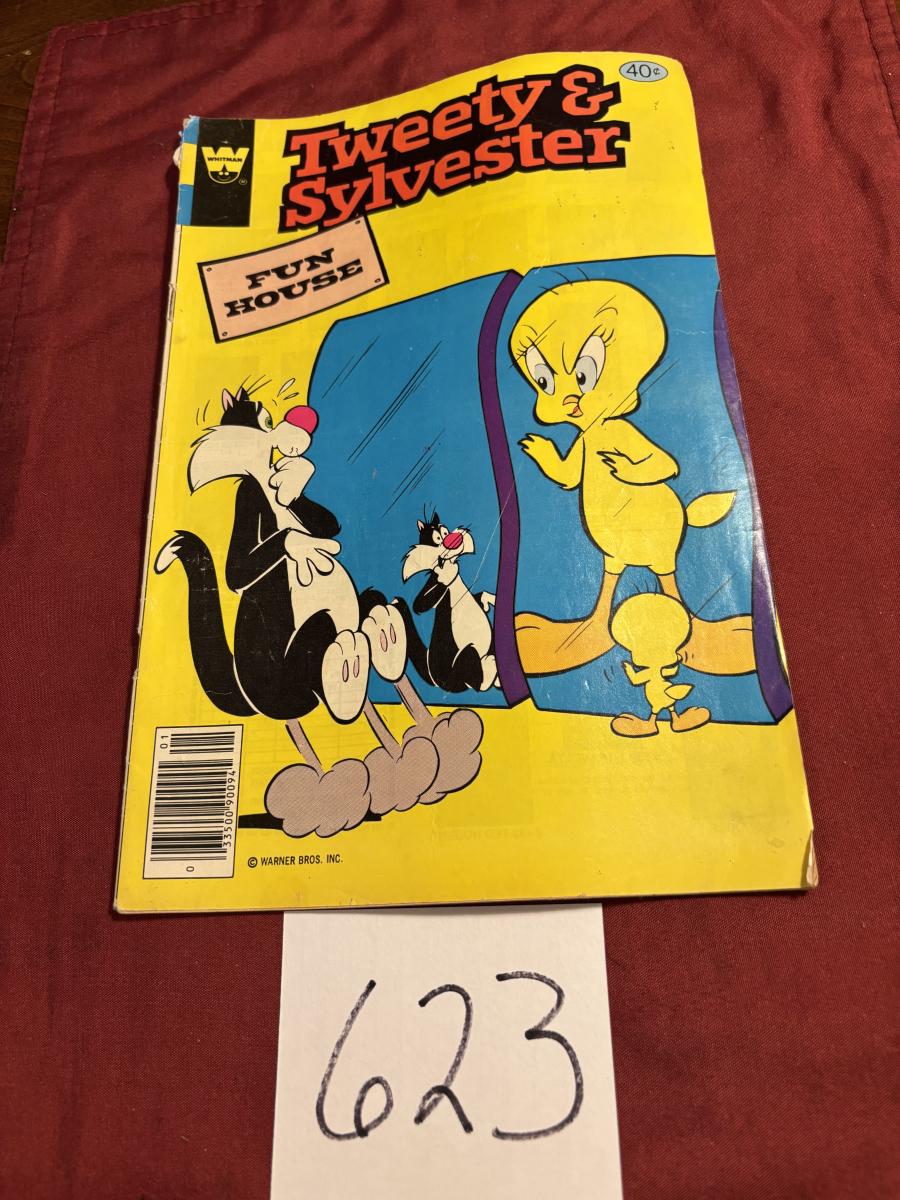 40¢
WHITMAN
Tweety &
Sylvester
FUN
HOUSE
01
33500 90094
0
© WARNER BROS. INC.
623